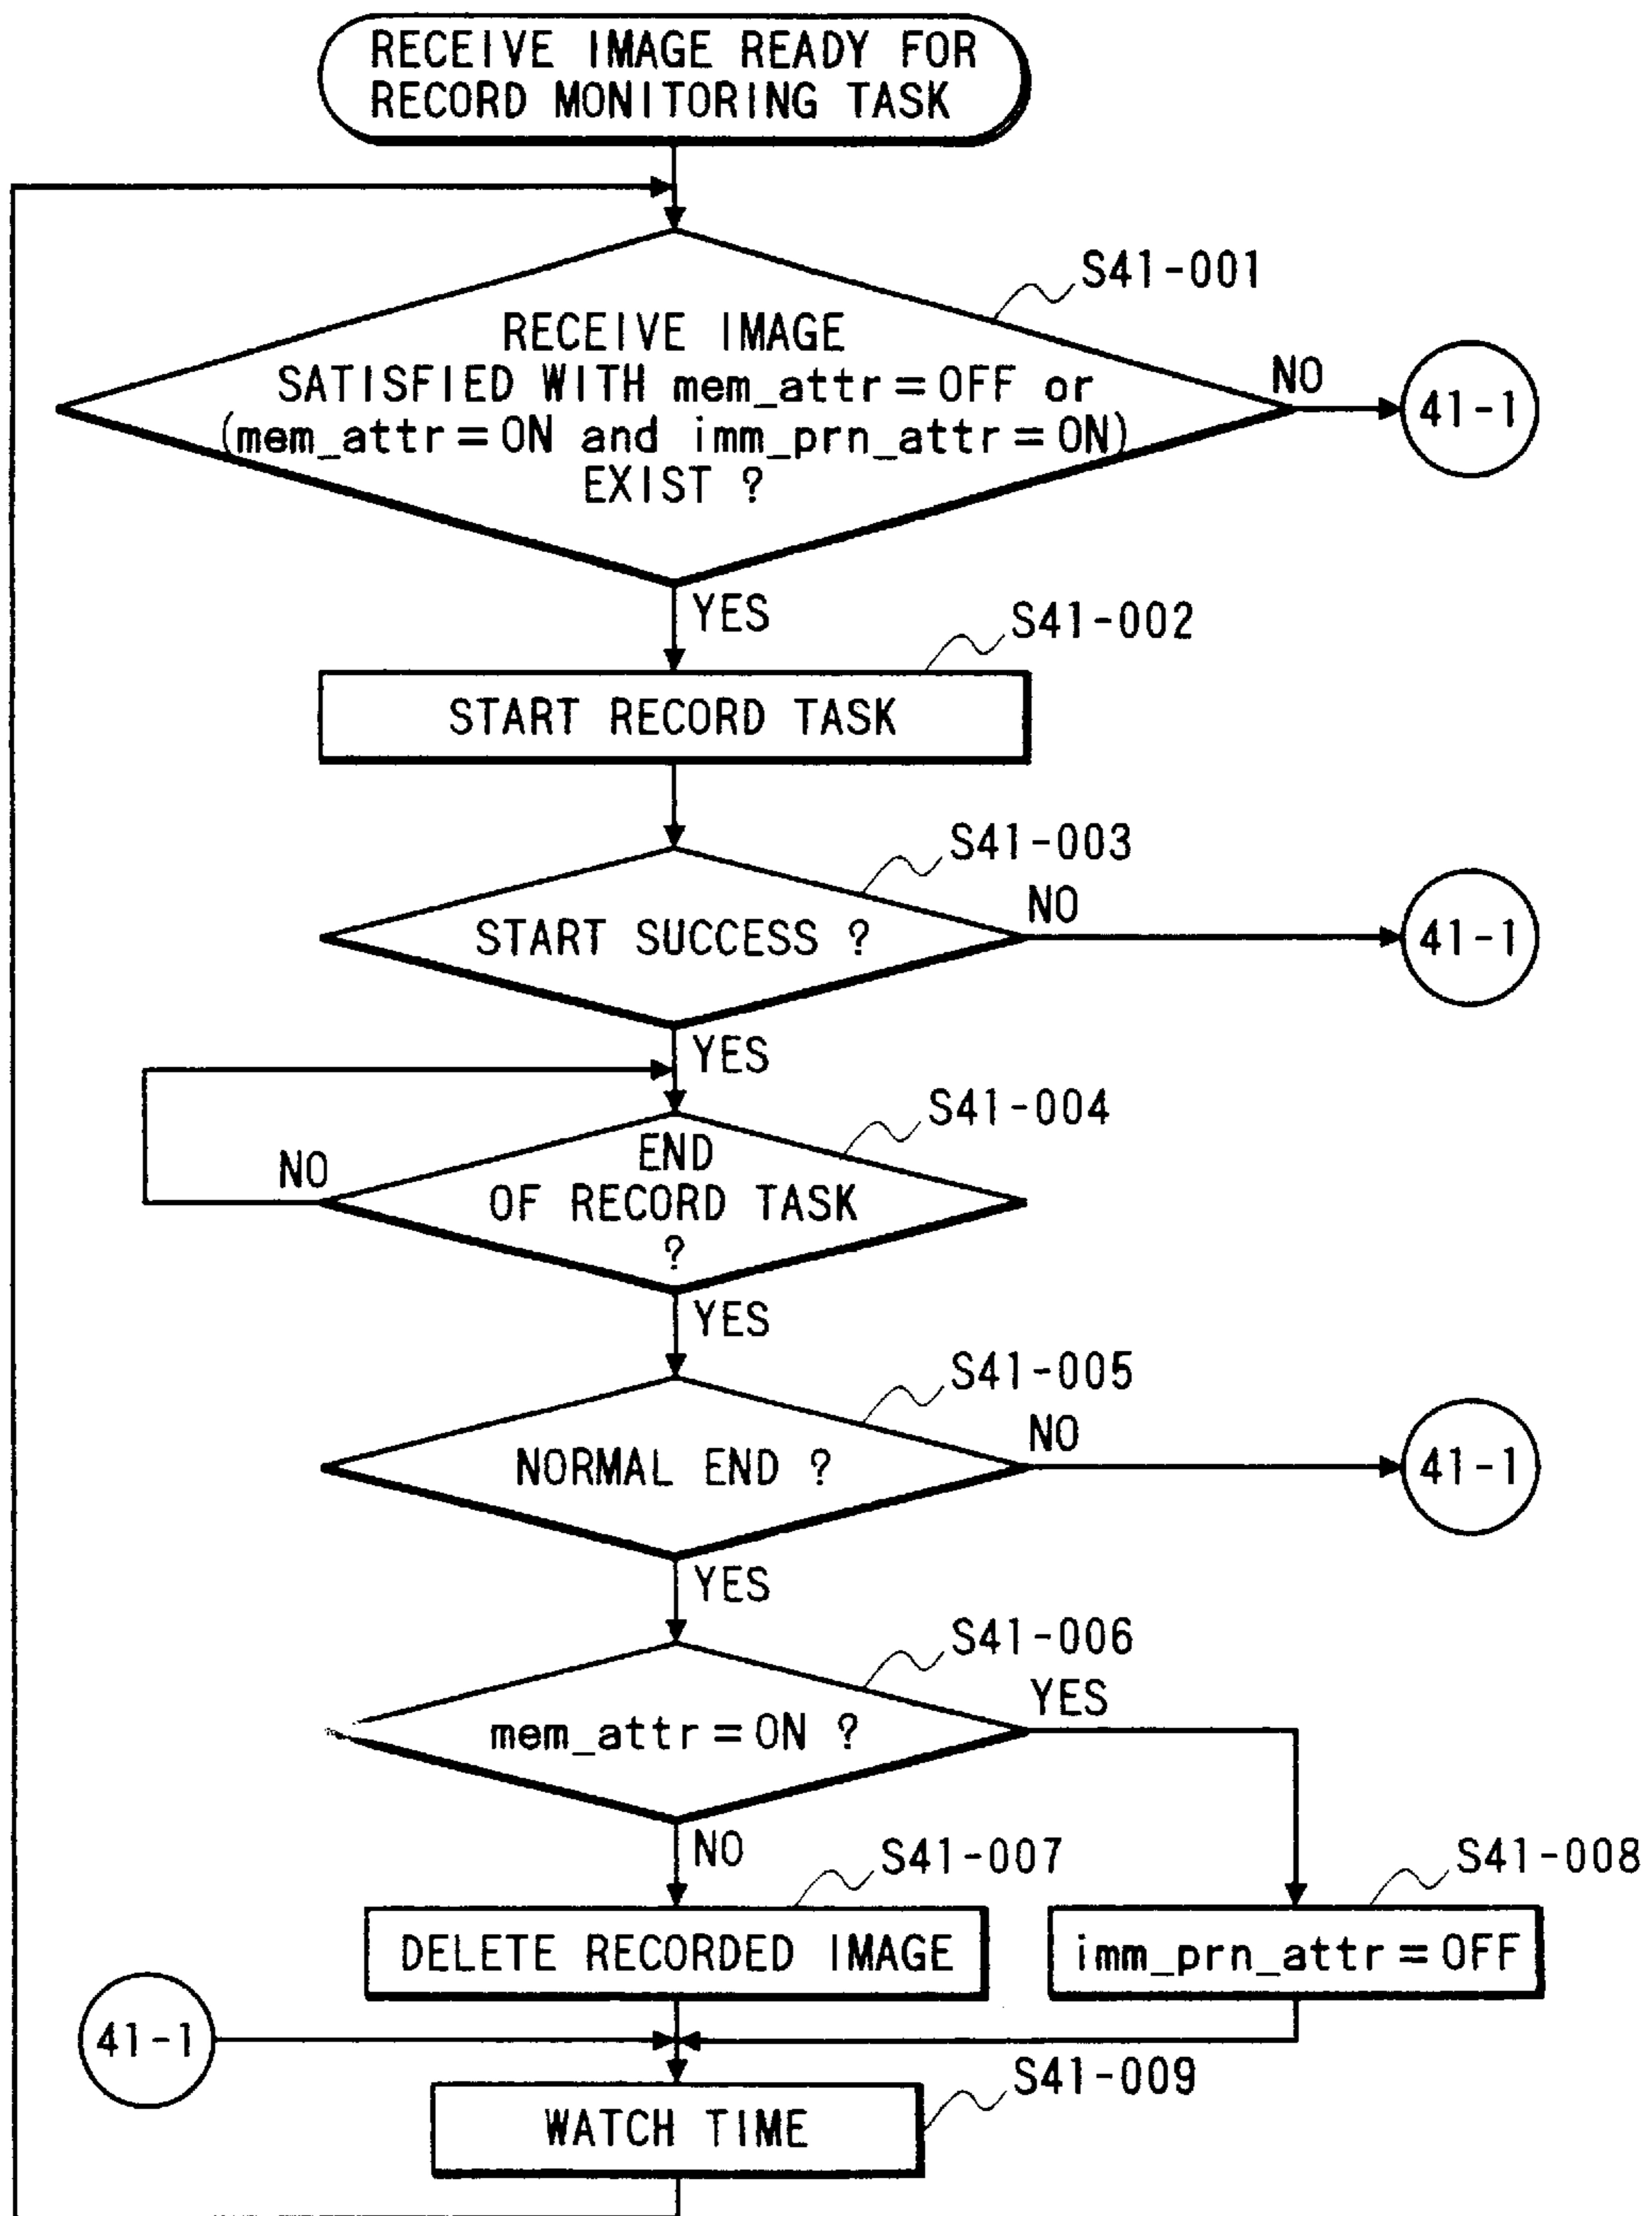 RECEIVE IMAGE READY FOR
RECORD MONITORING TASK
S41-001
RECEIVE IMAGE
SATISFIED WITH mem_attr=OFF or
(mem_attr=ON and imm_prn_attr=ON)
EXIST ?
NO
41-1
YES
S41-002
START RECORD TASK
S41-003
START SUCCESS ?
NO
41-1
YES
S41-004
END
OF RECORD TASK
?
NO
YES
S41-005
NORMAL END ?
NO
41-1
YES
S41-006
mem_attr=ON ?
YES
NO
S41-007
DELETE RECORDED IMAGE
S41-008
imm_prn_attr=OFF
41-1
S41-009
WATCH TIME